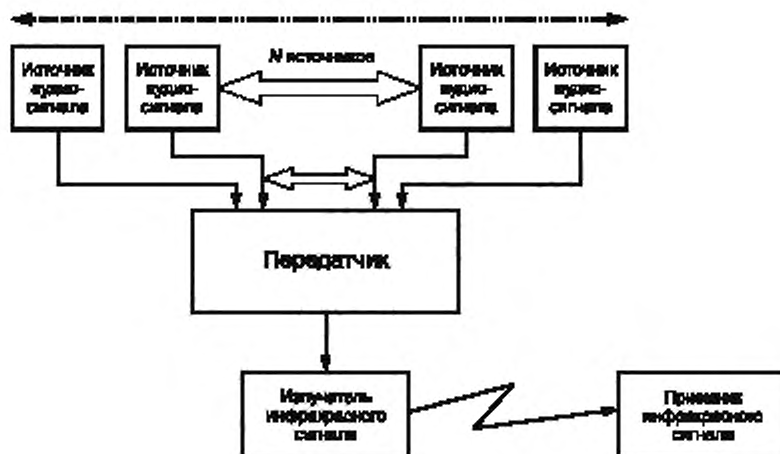 N источников
Источник
аудио-
сигнала
Источник
аудио-
сигнала
Источник
аудио-
сигнала
Источник
аудио-
сигнала
Передатчик
Излучатель
инфракрасного
сигнала
Приемник
инфракрасного
сигнала